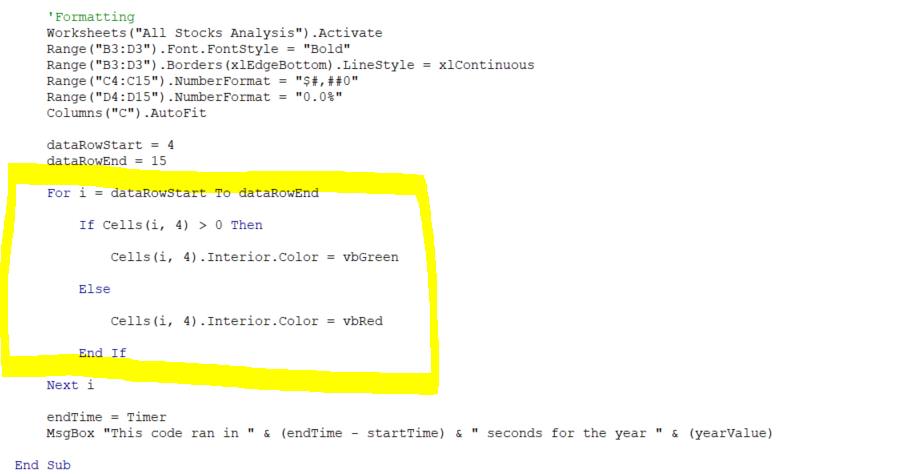 'Formatting
Worksheets("All Stocks Analysis").Activate
Range("B3:D3").Font.FontStyle = "Bold"
Range("B3:D3").Borders(xlEdgeBottom).LineStyle = xlContinuous
Range("C4:C15").NumberFormat = "$#,##0"
Range("D4:D15").NumberFormat = "0.0%"
Columns("C").AutoFit
dataRowStart = 4
dataRowEnd = 15
For i = dataRowStart To dataRowEnd
If Cells(i, 4) > 0 Then
Cells(i, 4).Interior.Color = vbGreen
Else
Cells(i, 4).Interior.Color = vbRed
End If
Next i
endTime = Timer
MsgBox "This code ran in " & (endTime - startTime) & " seconds for the year " & (yearValue)
End Sub